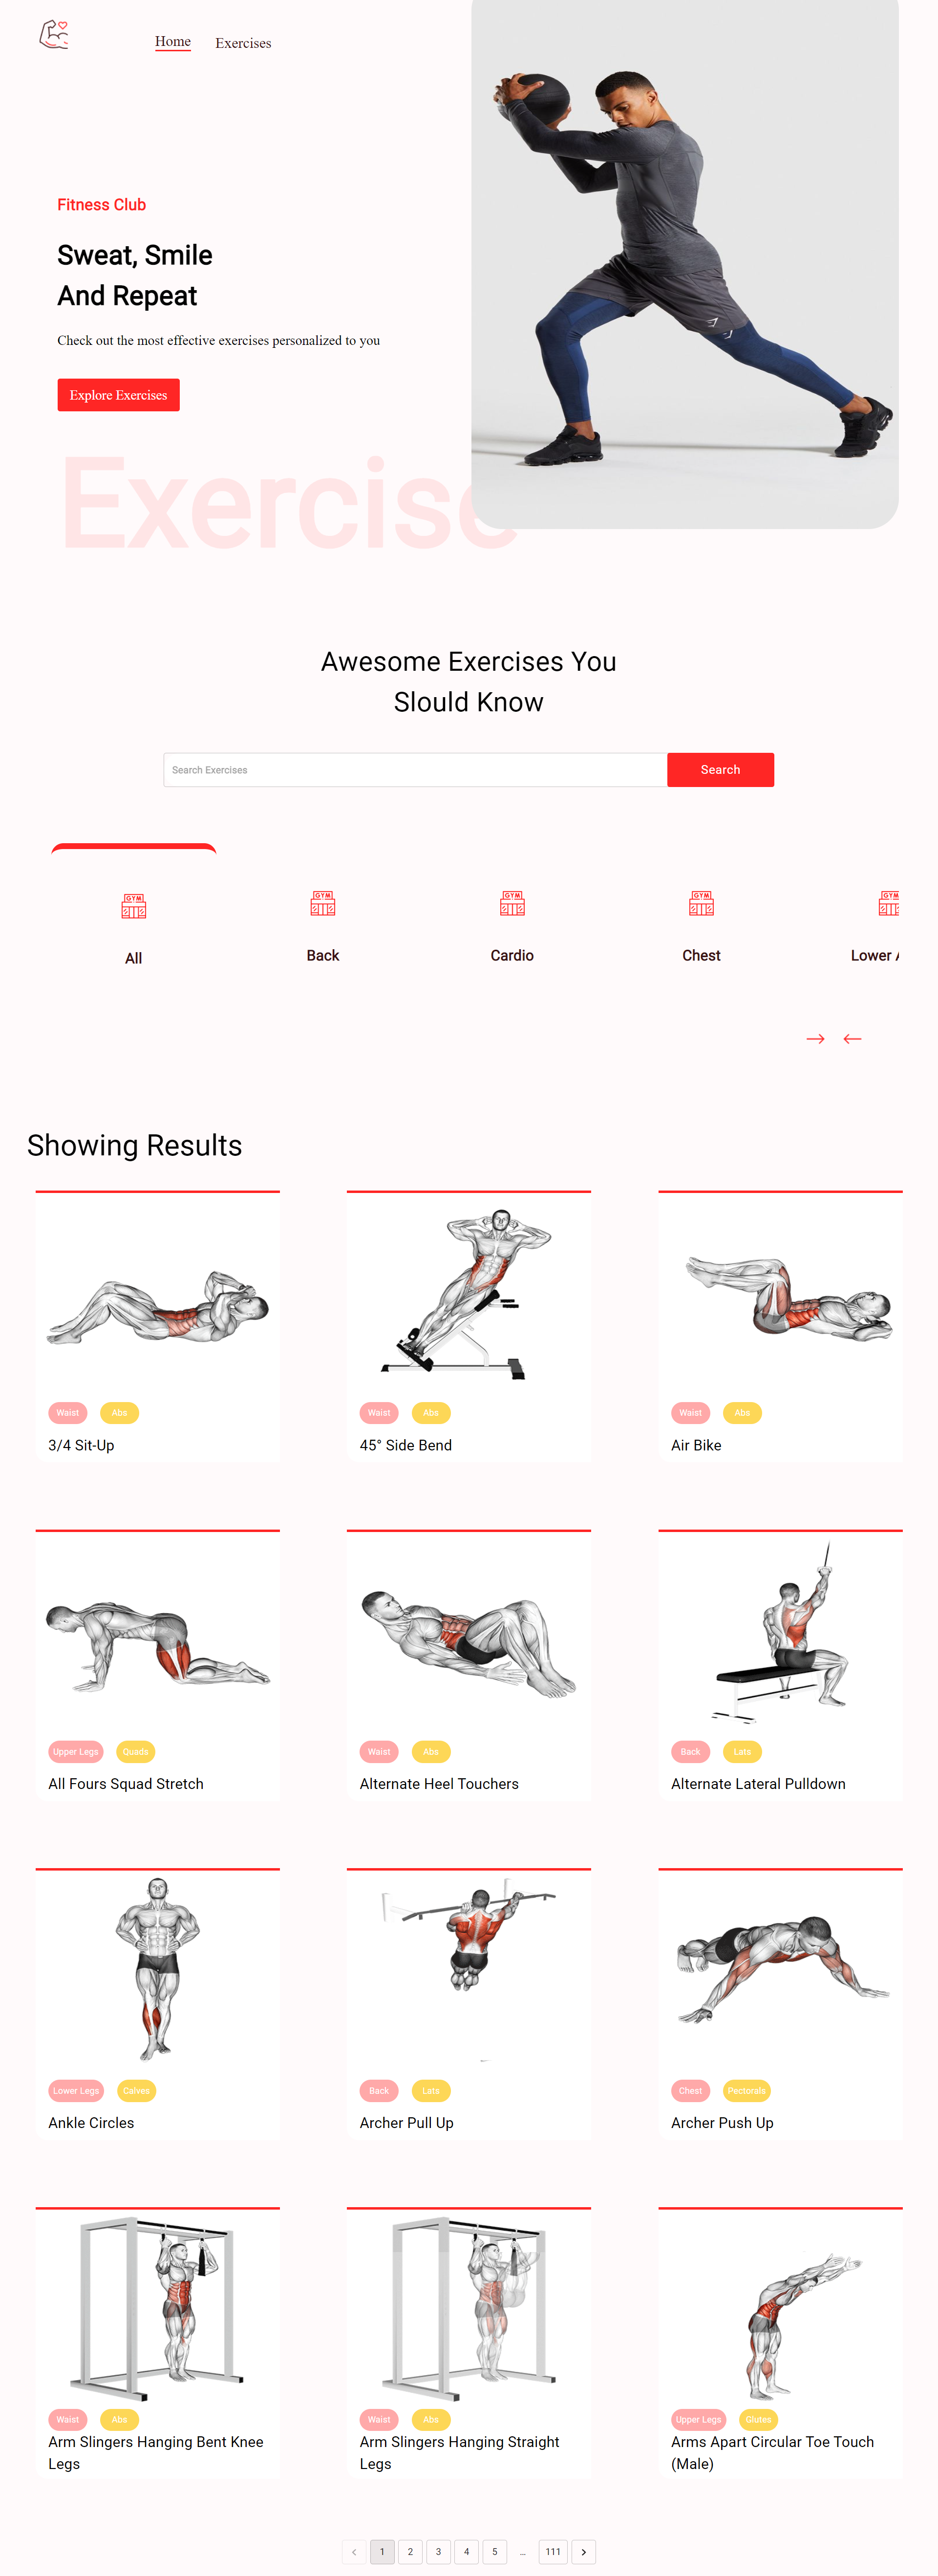 Home Exercises
Fitness Club
Sweat, Smile
And Repeat
Check out the most effective exercises personalized to you
Explore Exercises
Exercise
Awesome Exercises You
Slould Know
Search Exercises Search
GYM GYM GYM GYM GYM
All Back Cardio Chest Lower A
Showing Results
Waist Abs
3/4 Sit-Up
Waist Abs
45° Side Bend
Waist Abs
Air Bike
Upper Legs Quads
All Fours Squad Stretch
Waist Abs
Alternate Heel Touchers
Back Lats
Alternate Lateral Pulldown
Lower Legs Calves
Ankle Circles
Back Lats
Archer Pull Up
Chest Pectorals
Archer Push Up
Waist Abs
Arm Slingers Hanging Bent Knee
Legs
Waist Abs
Arm Slingers Hanging Straight
Legs
Upper Legs Glutes
Arms Apart Circular Toe Touch
(Male)
1 2 3 4 5 ... 111